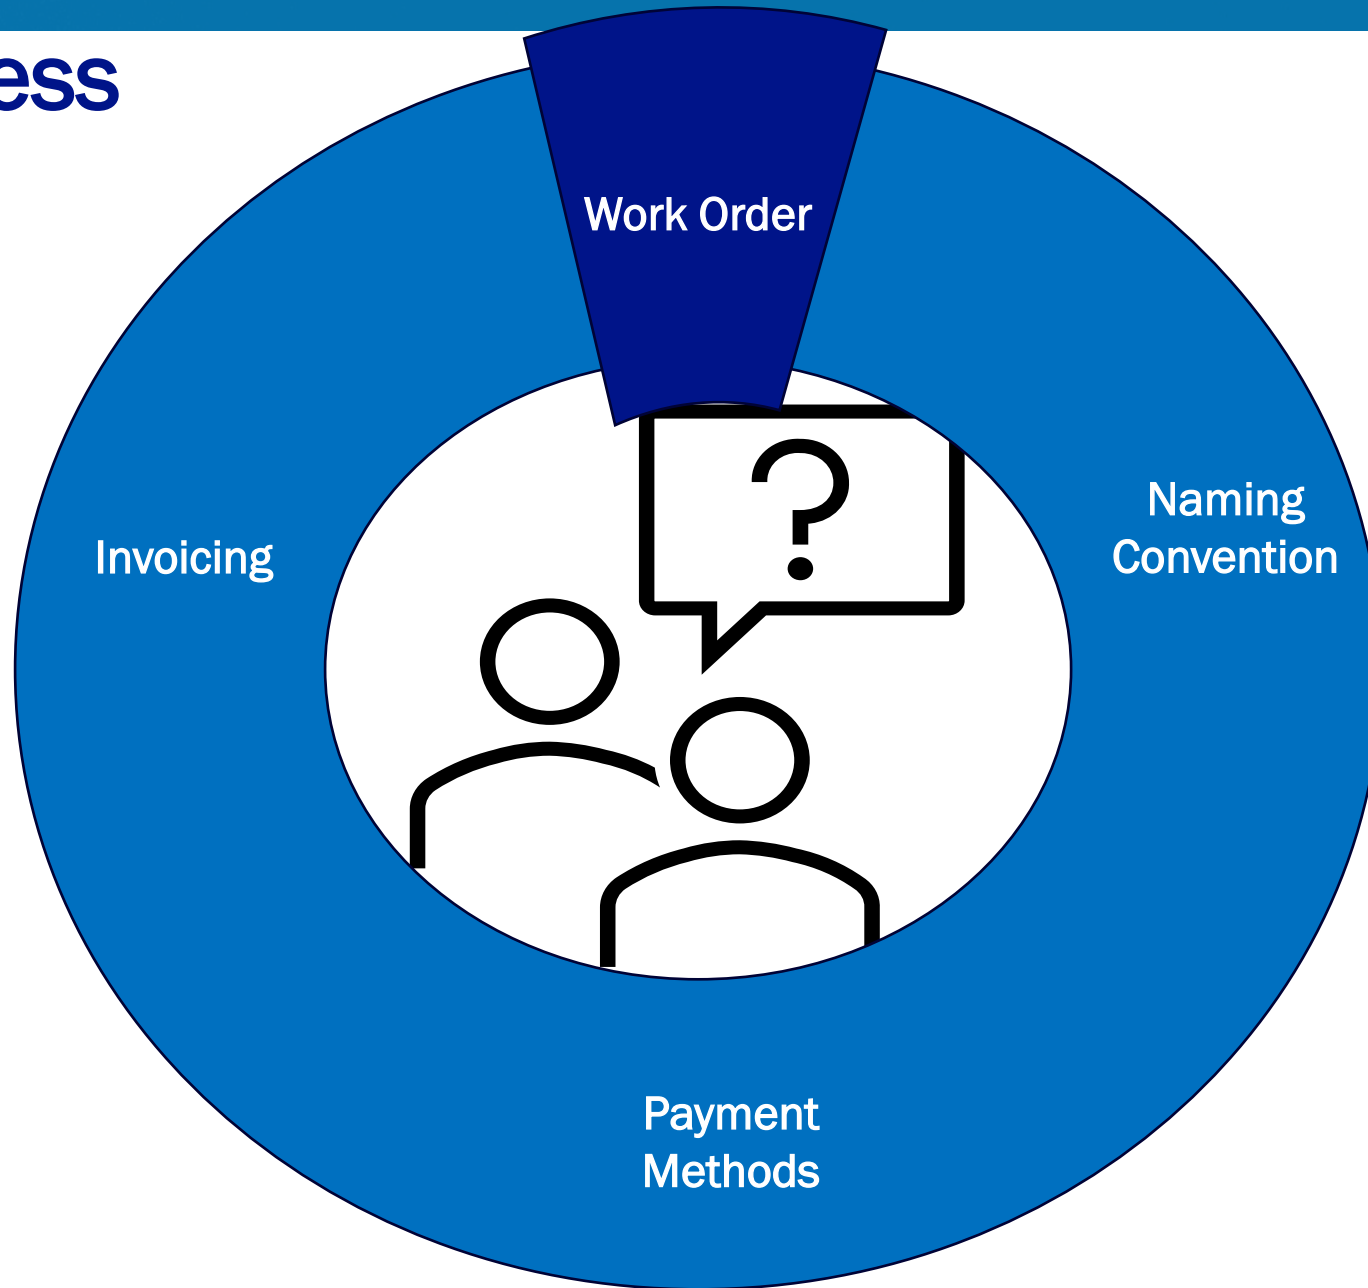 ess
Work Order
Naming
Convention
Invoicing
?
Payment
Methods